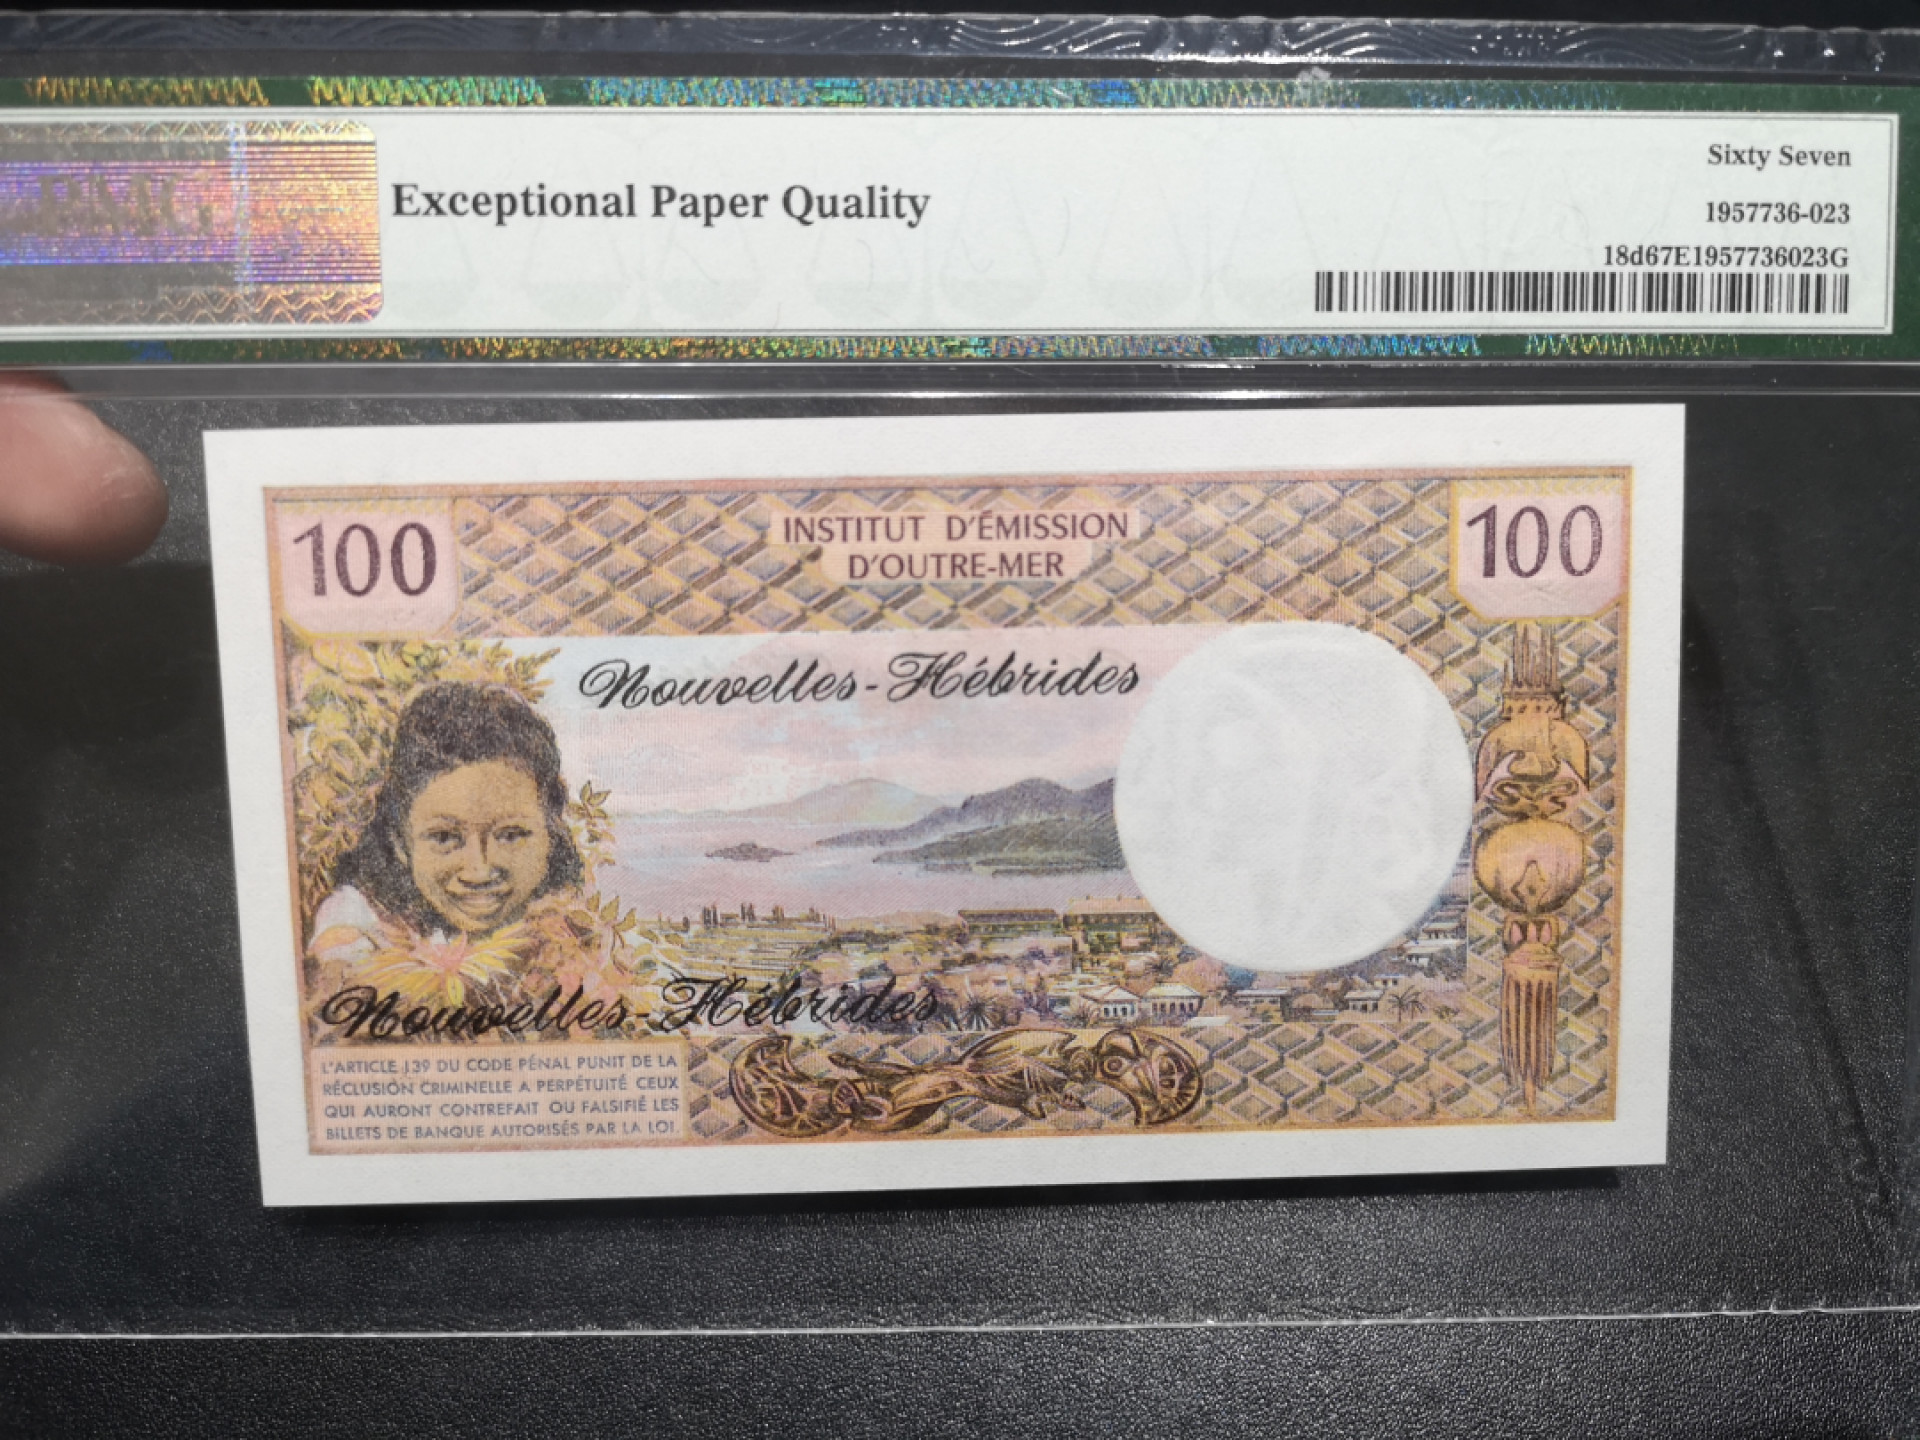 PMG
Exceptional Paper Quality
Sixty Seven
1957736-023
18d67E1957736023G
100
INSTITUT D'ÉMISSION
D'OUTRE-MER
100
Nouvelles-Hébrides
Nouvelles-Hébrides
L'ARTICLE 139 DU CODE PÉNAL PUNIT DE LA
RÉCLUSION CRIMINELLE A PERPÉTUITÉ CEUX
QUI AURONT CONTREFAIT OU FALSIFIÉ LES
BILLETS DE BANQUE AUTORISÉS PAR LA LOI.